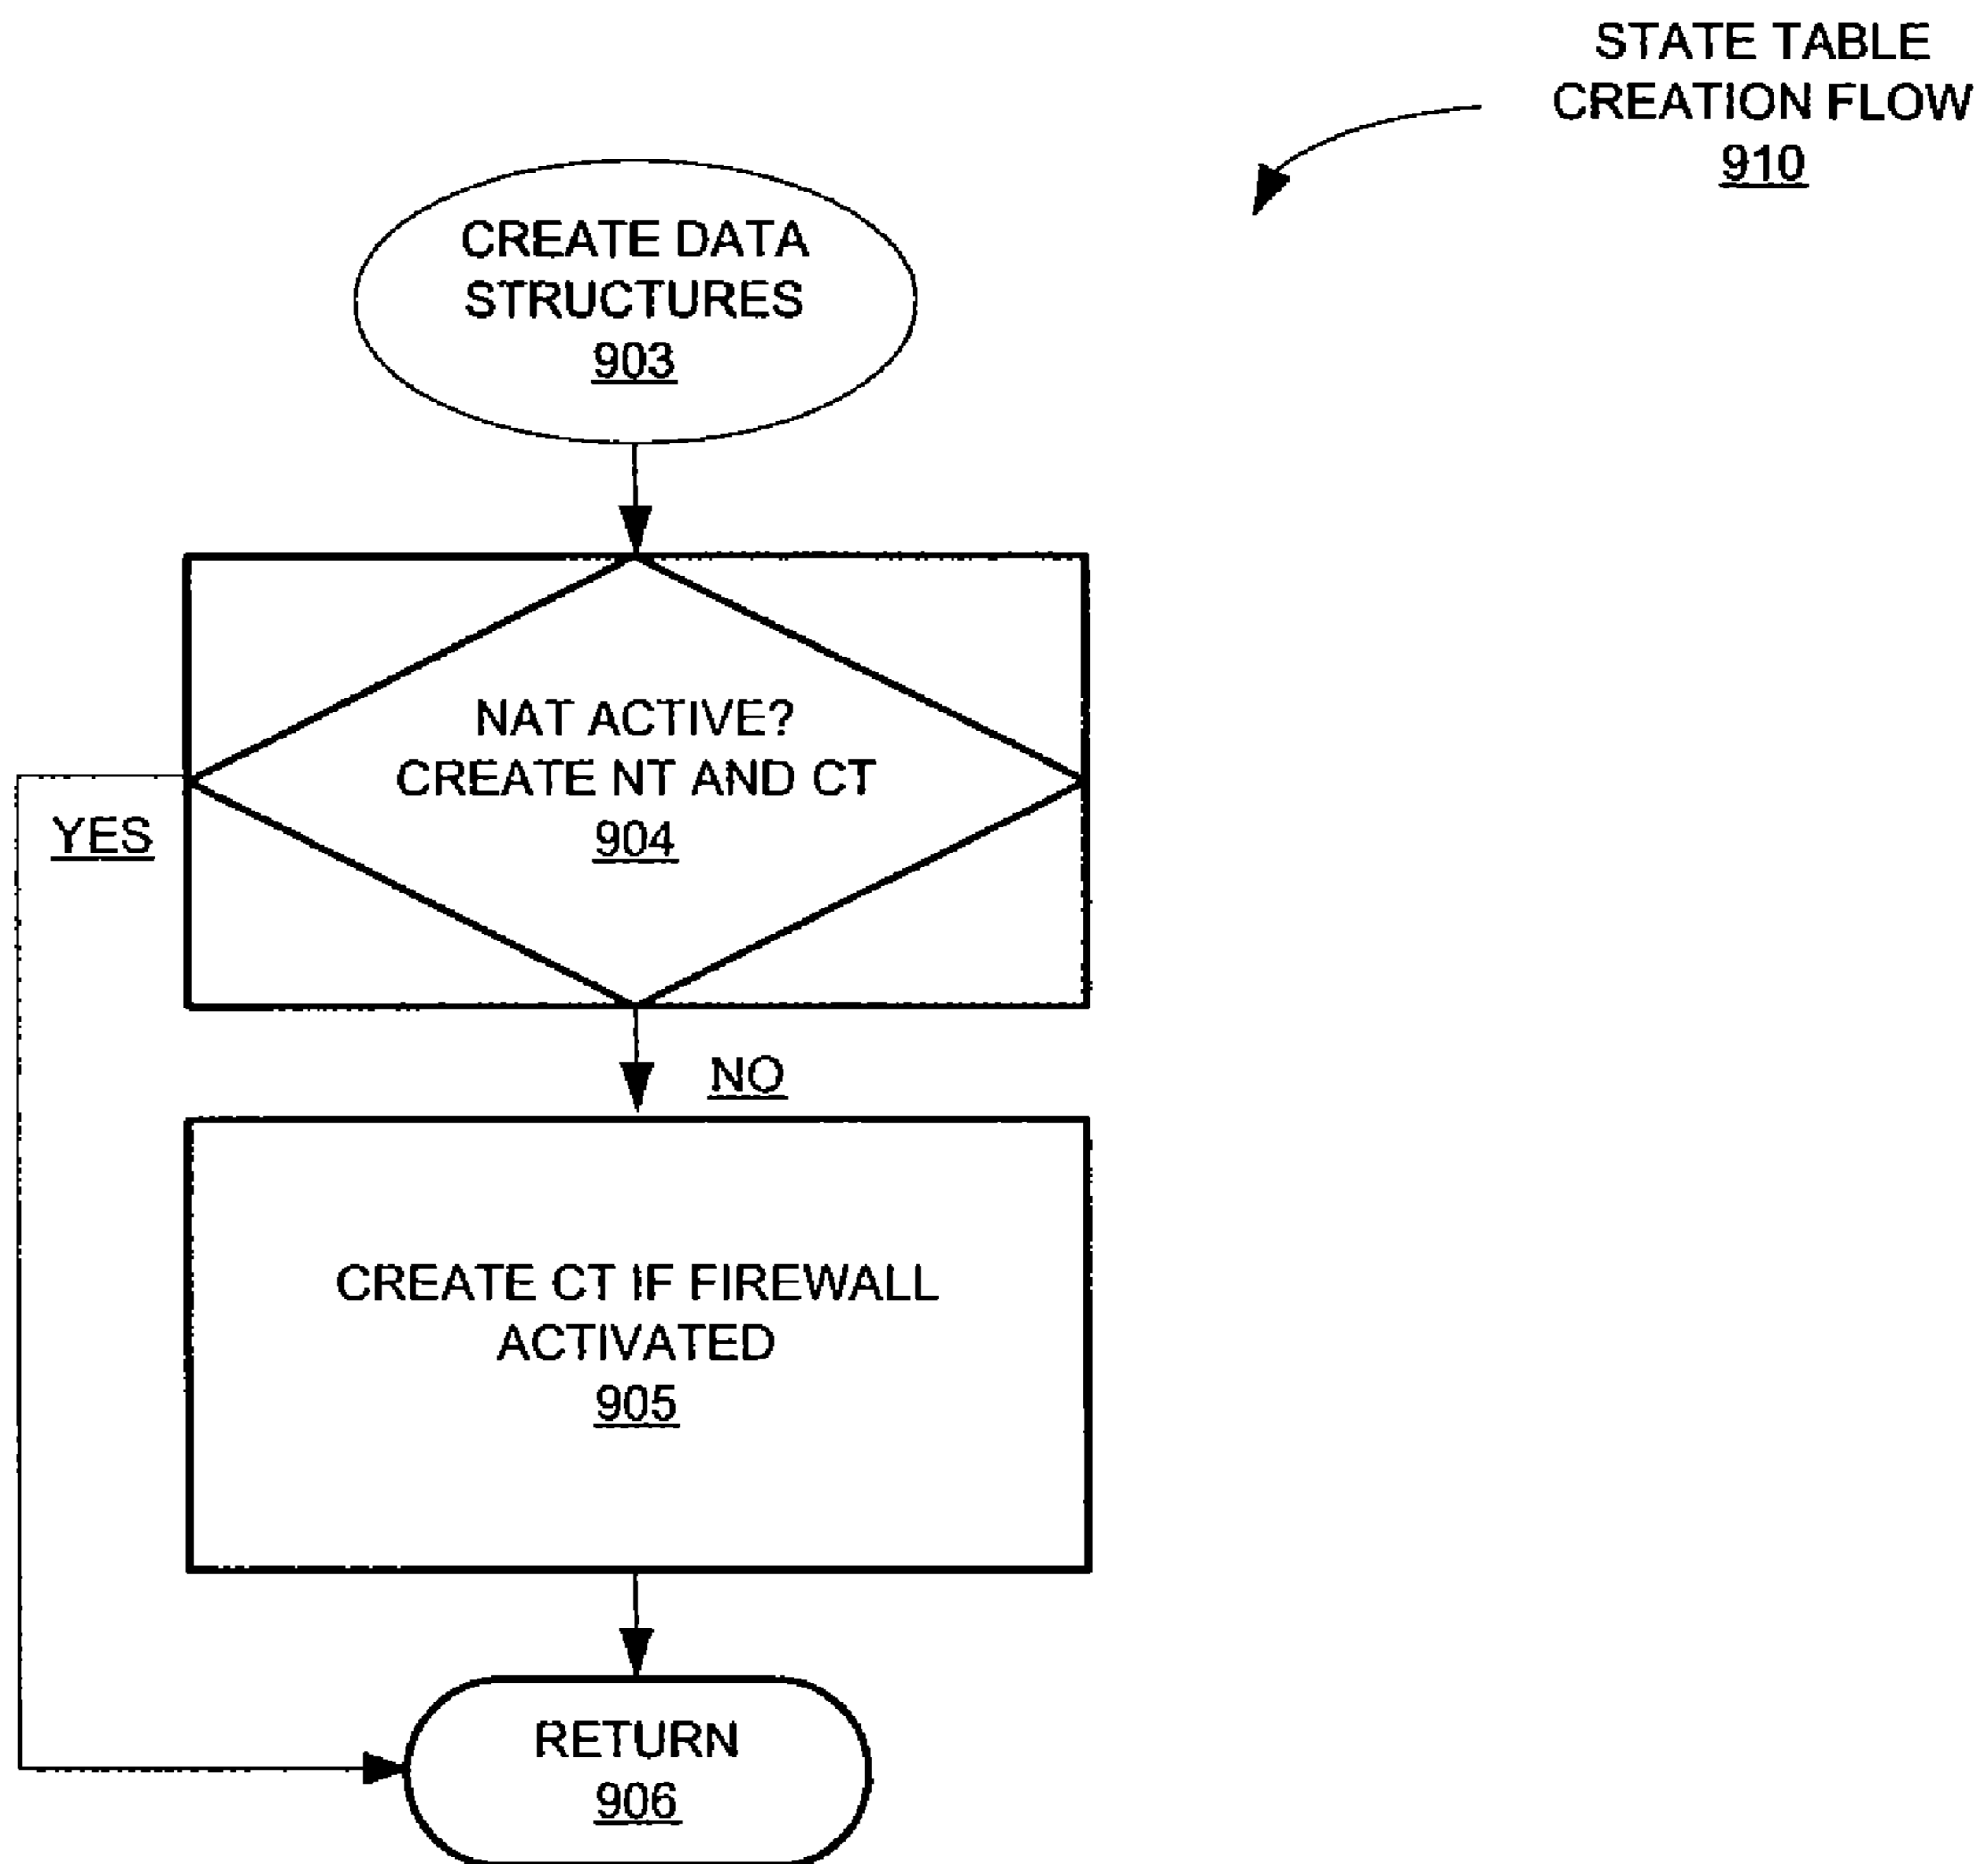 STATE TABLE
CREATION FLOW
910
CREATE DATA
STRUCTURES
903
NAT ACTIVE?
CREATE NT AND CT
904
YES
NO
CREATE CT IF FIREWALL
ACTIVATED
905
RETURN
906